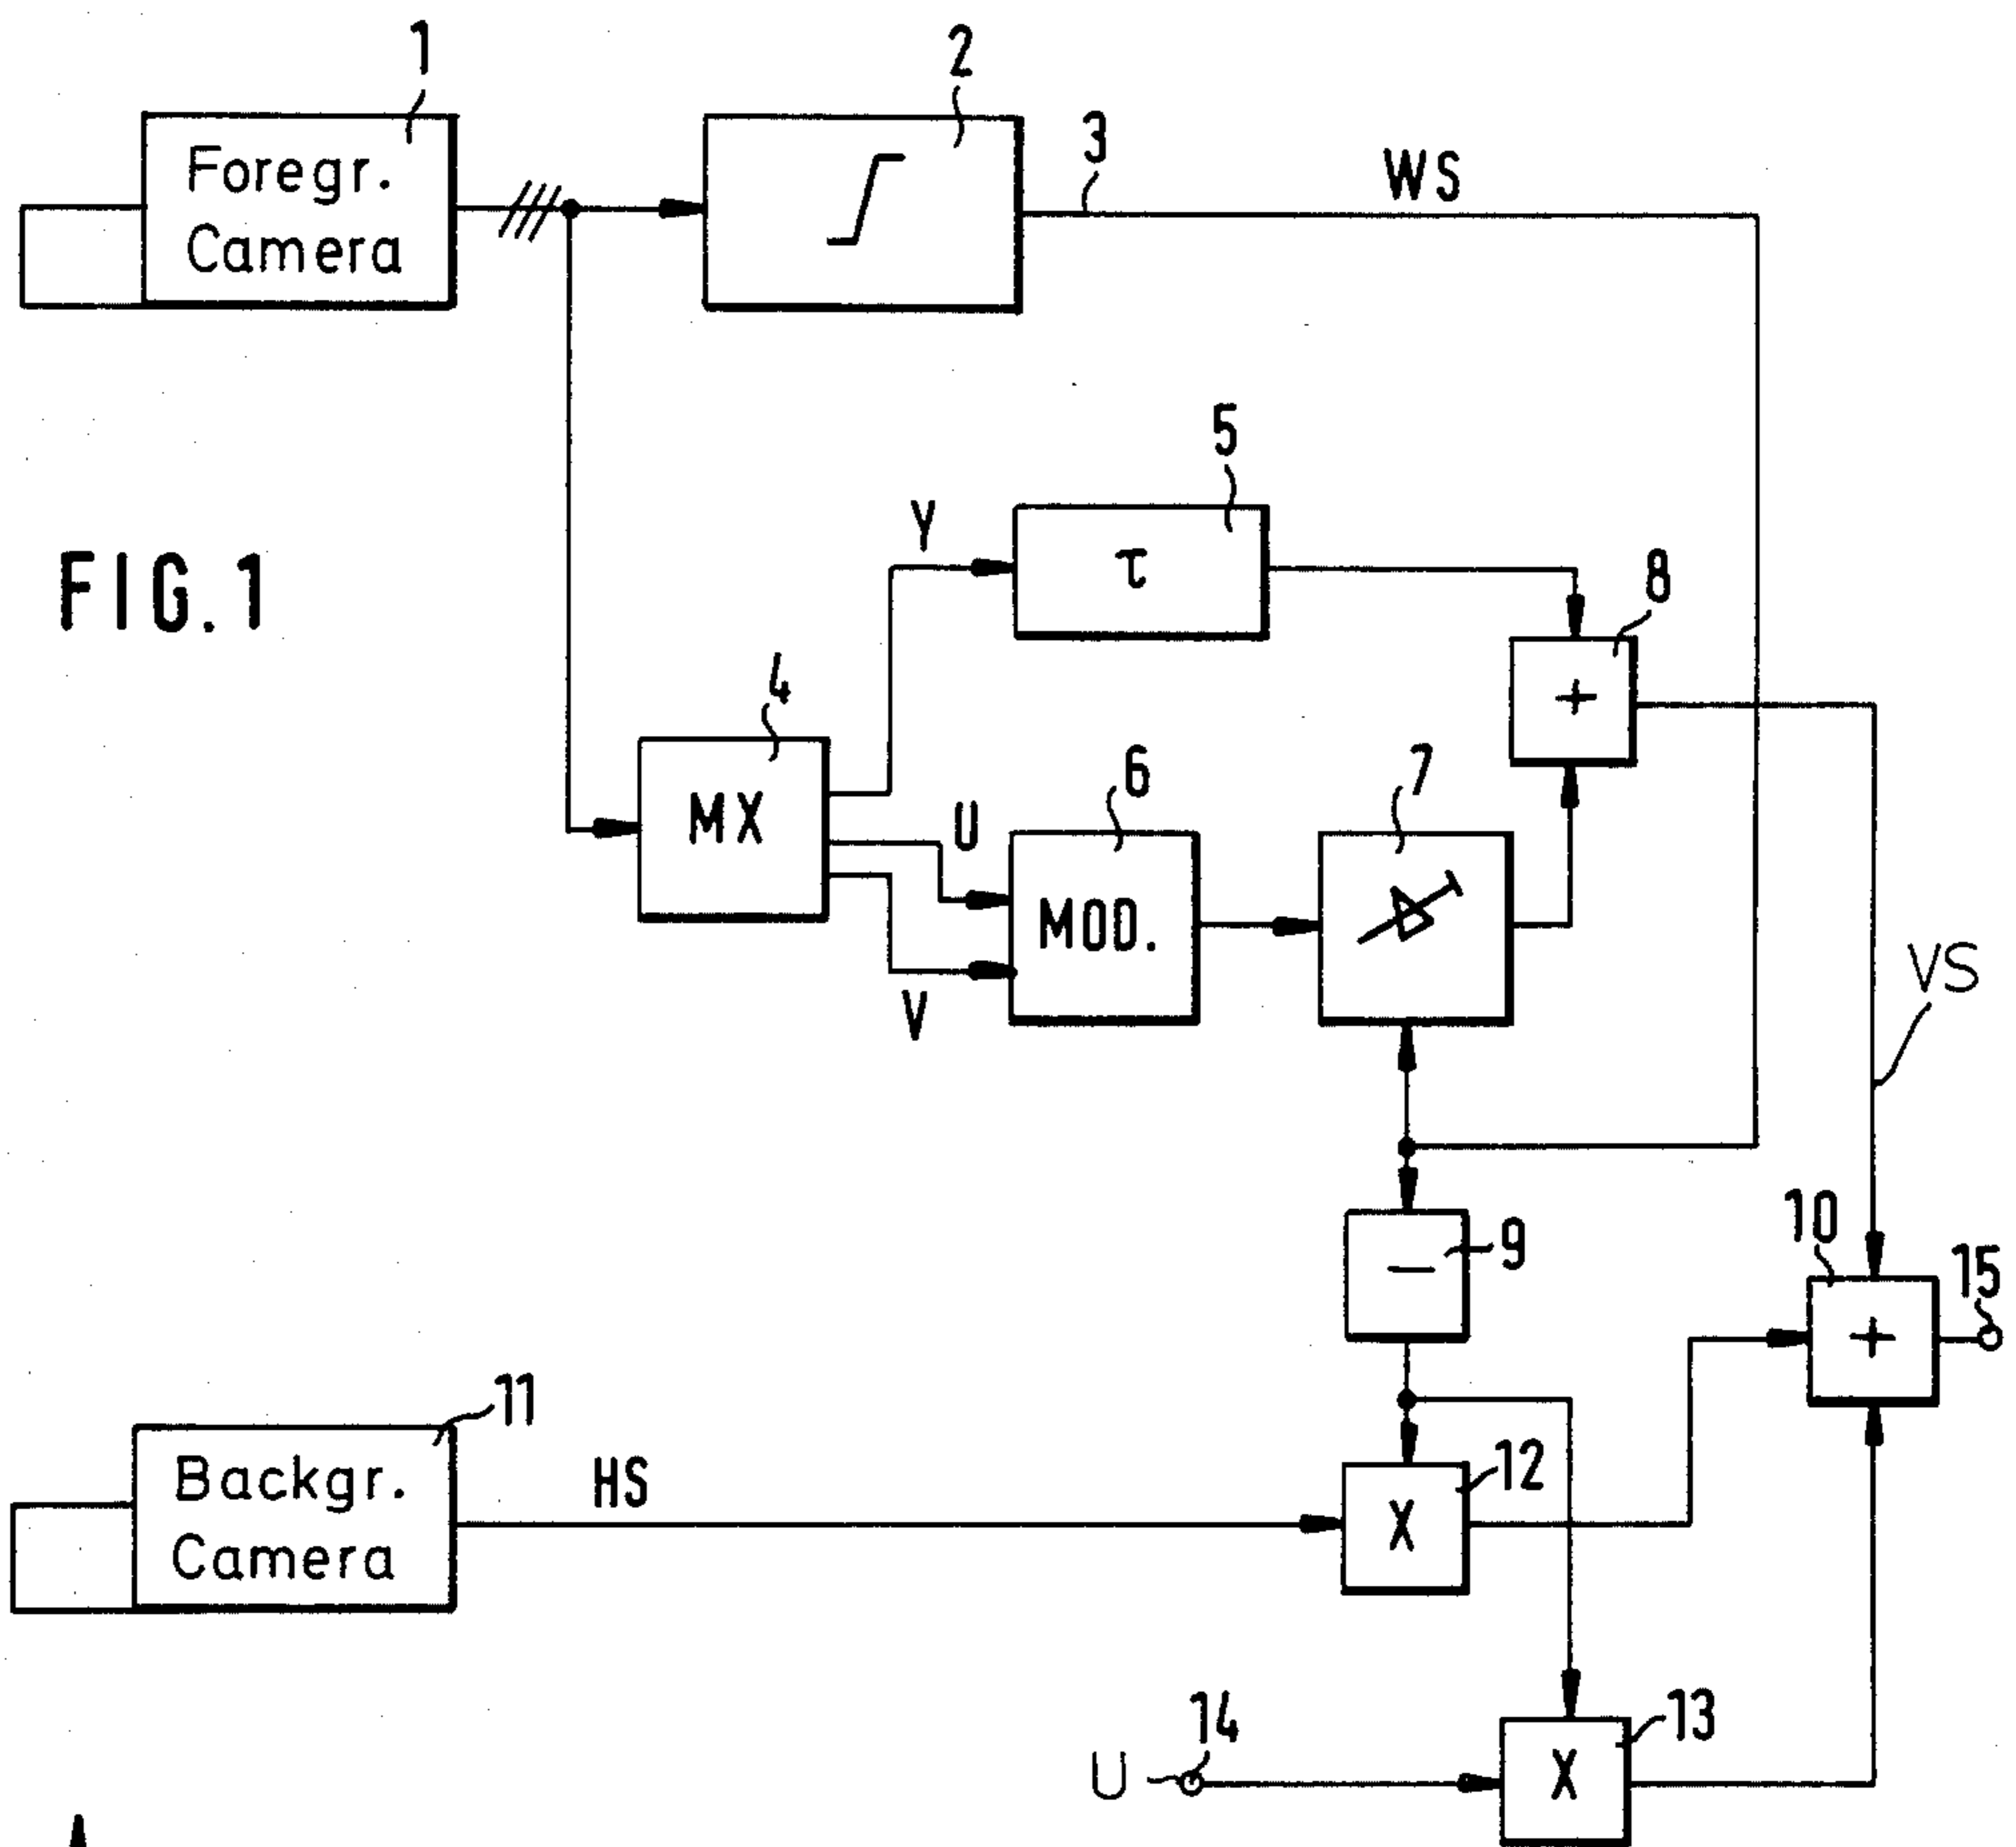 1
2
3
WS
Foregr.
Camera
FIG.1
5
Y
τ
8
+
4
MX
U
V
6
MOD.
7
VS
9
–
10
+
15
11
Backgr.
Camera
HS
12
X
13
X
14
U